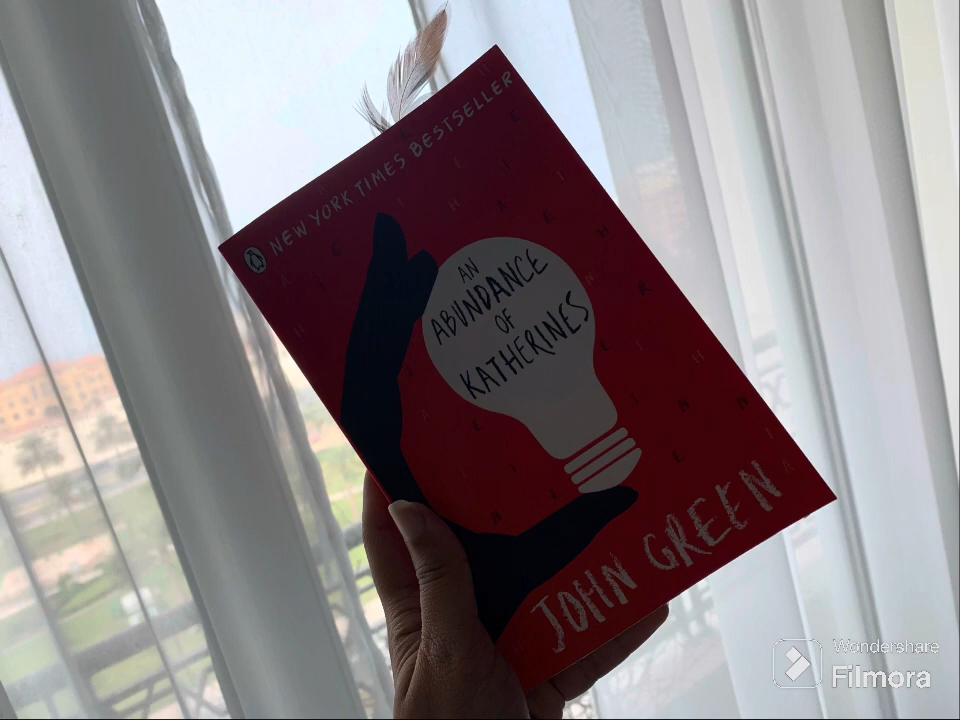 NEW YORK TIMES BESTSELLER
AN
ABUNDANCE
OF
KATHERINES
JOHN GREEN
Wondershare
Filmora